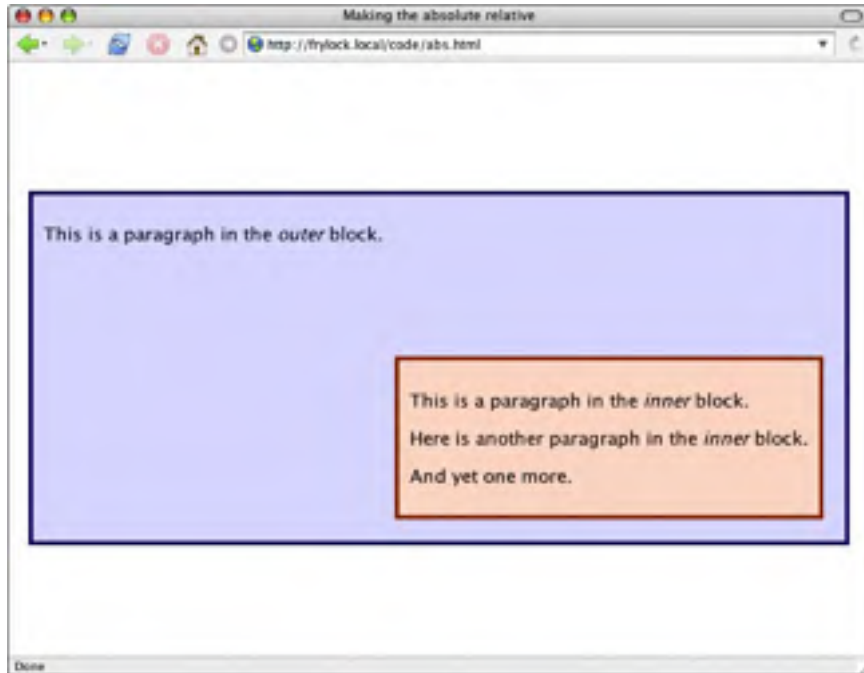 Making the absolute relative
http://frylock.local/code/abs.html
This is a paragraph in the outer block.
This is a paragraph in the inner block.
Here is another paragraph in the inner block.
And yet one more.
Done